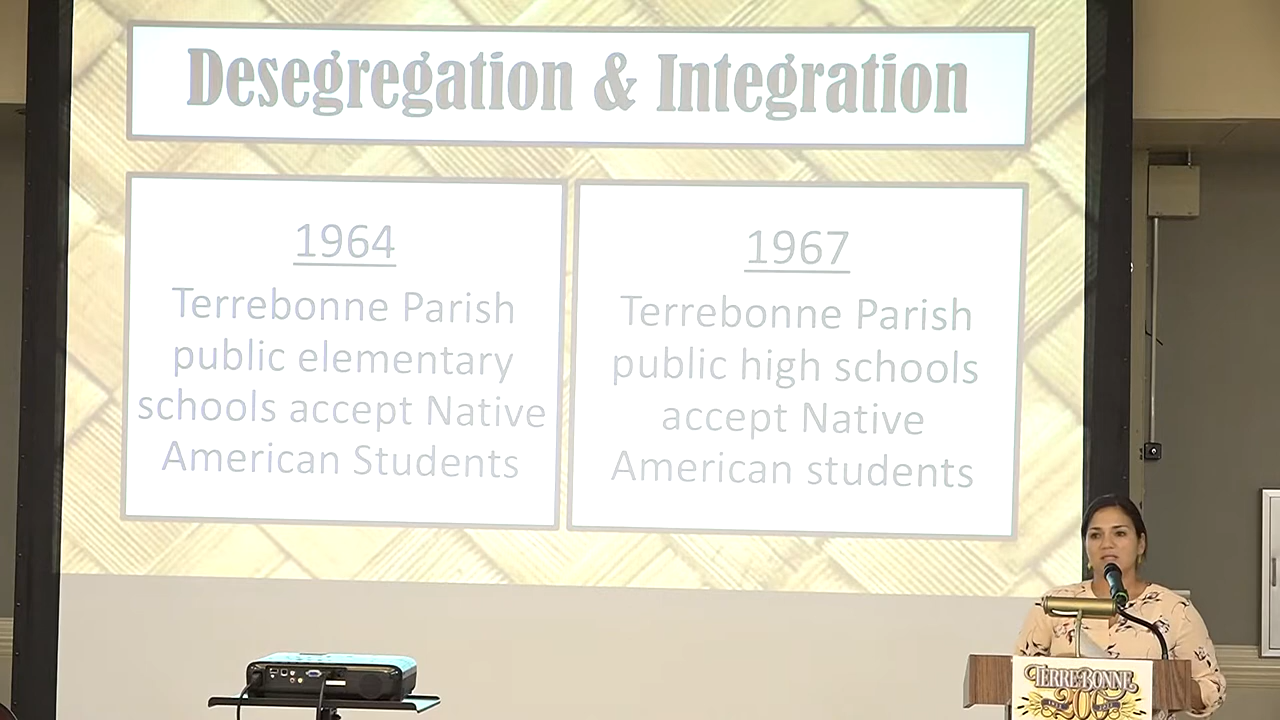 Desegregation & Integration
1964
Terrebonne Parish
public elementary
schools accept Native
American Students
1967
Terrebonne Parish
public high schools
accept Native
American students
TERREBONNE
200